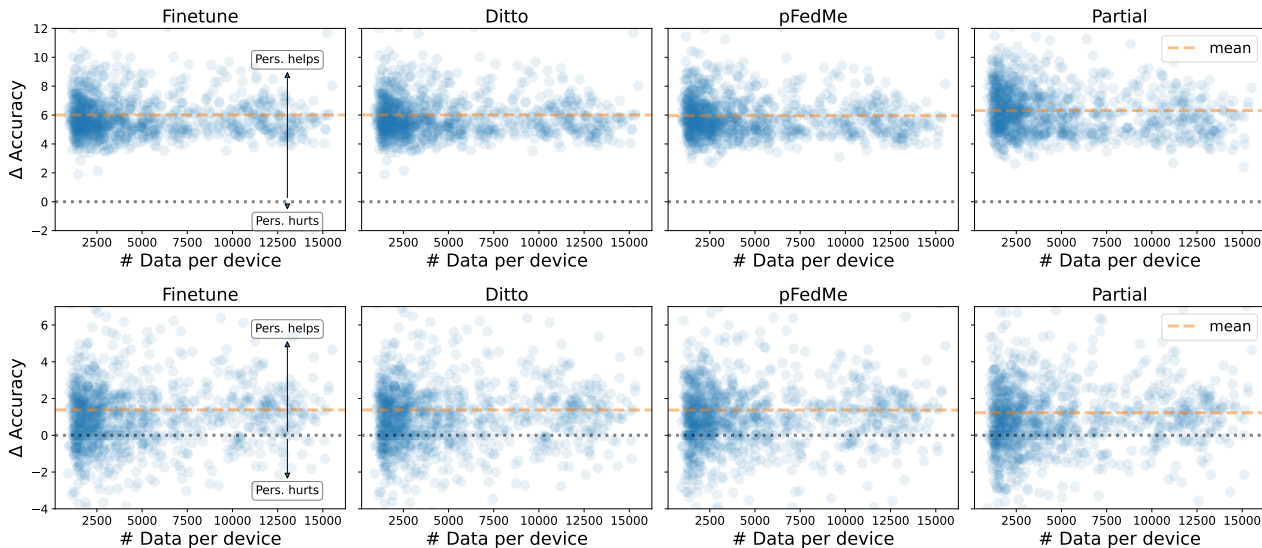 Finetune Ditto pFedMe Partial
12
10
8
6
4
2
0
−2
Δ Accuracy
Pers. helps
Pers. hurts
mean
2500 5000 7500 10000 12500 15000 2500 5000 7500 10000 12500 15000 2500 5000 7500 10000 12500 15000 2500 5000 7500 10000 12500 15000
# Data per device # Data per device # Data per device # Data per device
Finetune Ditto pFedMe Partial
6
4
2
0
−2
−4
Δ Accuracy
Pers. helps
Pers. hurts
mean
2500 5000 7500 10000 12500 15000 2500 5000 7500 10000 12500 15000 2500 5000 7500 10000 12500 15000 2500 5000 7500 10000 12500 15000
# Data per device # Data per device # Data per device # Data per device